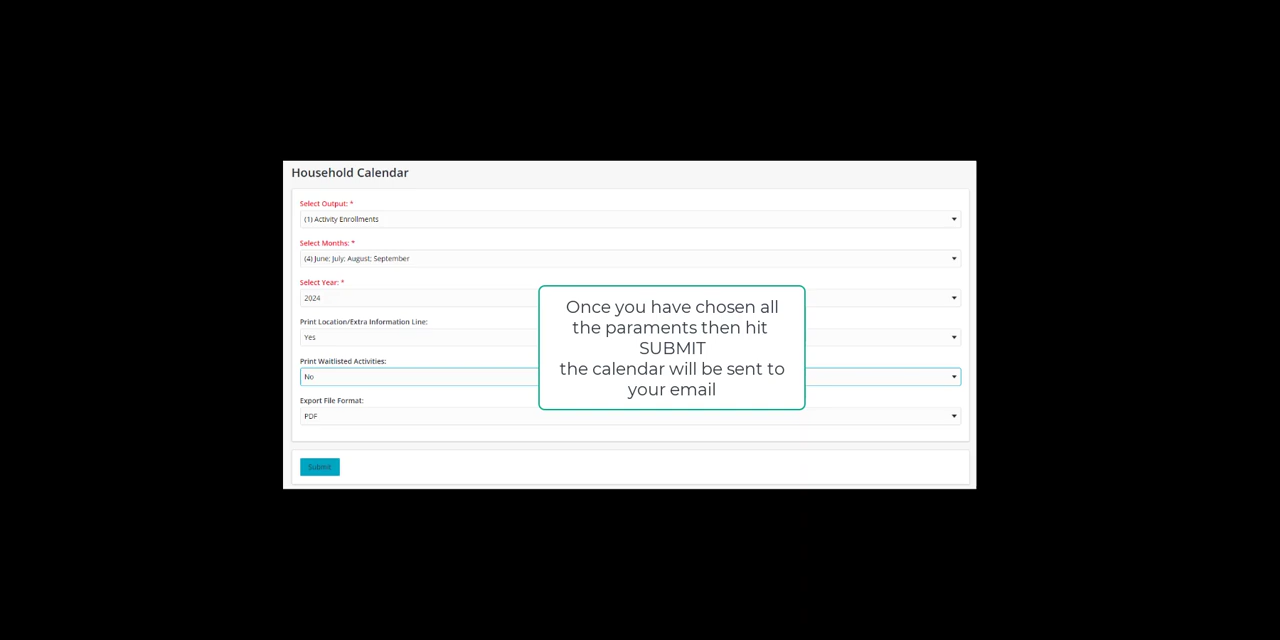 Household Calendar
Select Output: *
(1) Activity Enrollments
Select Months: *
(4) June; July; August; September
Select Year: *
2024
Print Location/Extra Information Line:
Yes
Print Waitlisted Activities:
No
Export File Format:
PDF
Submit
Once you have chosen all
the paraments then hit
SUBMIT
the calendar will be sent to
your email